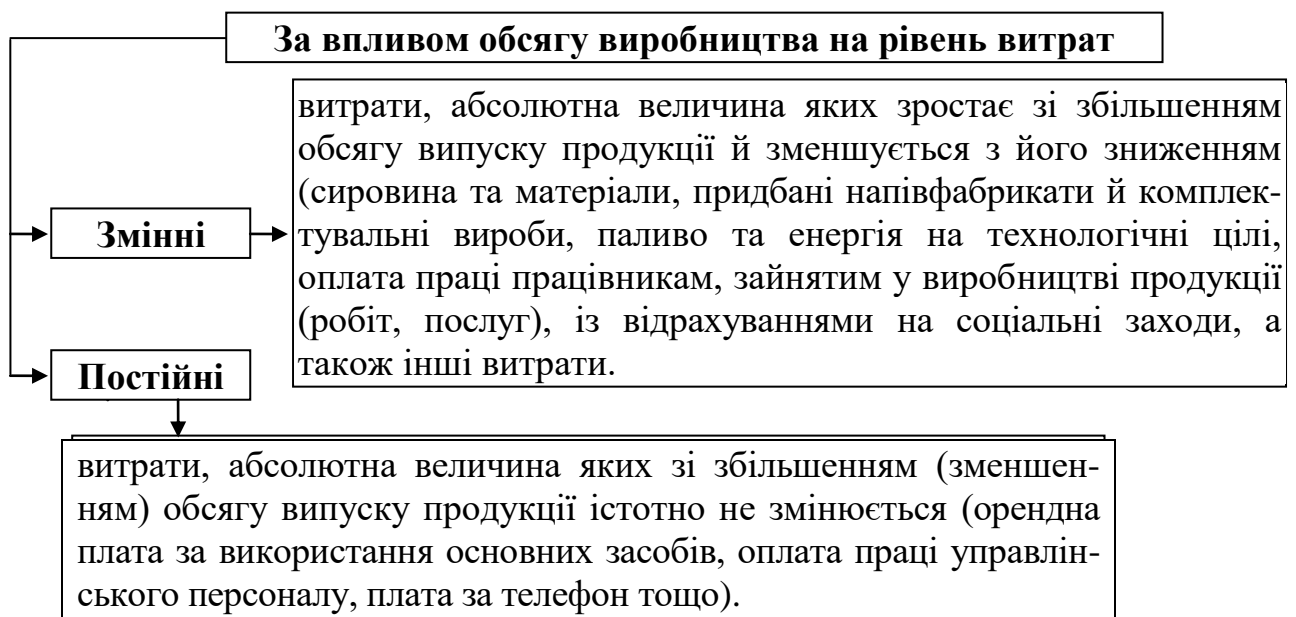 За впливом обсягу виробництва на рівень витрат
Змінні
витрати, абсолютна величина яких зростає зі збільшенням
обсягу випуску продукції й зменшується з його зниженням
(сировина та матеріали, придбані напівфабрикати й комплек-
тувальні вироби, паливо та енергія на технологічні цілі,
оплата праці працівникам, зайнятим у виробництві продукції
(робіт, послуг), із відрахуваннями на соціальні заходи, а
також інші витрати.
Постійні
витрати, абсолютна величина яких зі збільшенням (зменшен-
ням) обсягу випуску продукції істотно не змінюється (орендна
плата за використання основних засобів, оплата праці управлін-
ського персоналу, плата за телефон тощо).